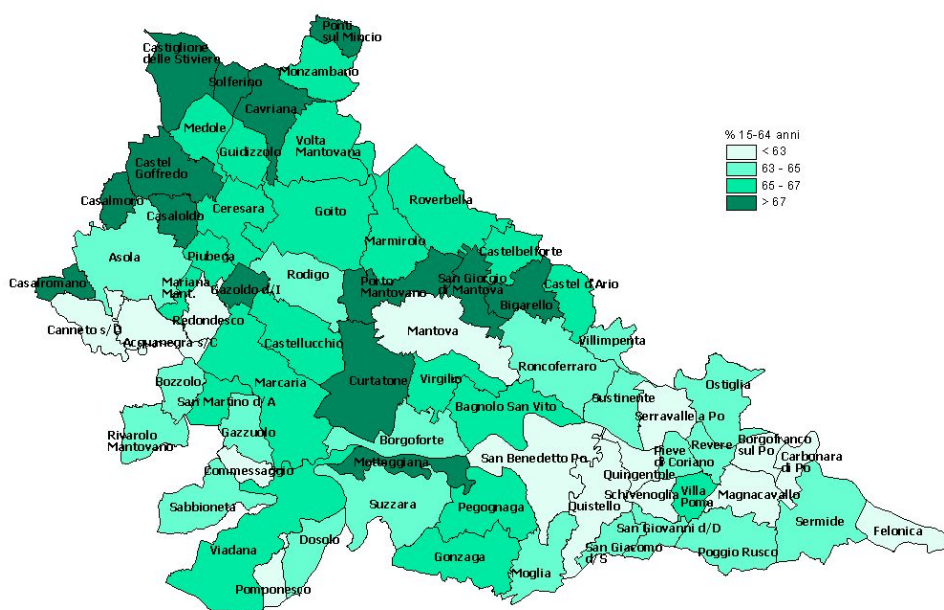 Ponti
sul Mincio
Castiglione
delle Stiviere
Solferino
Monzambano
Cavriana
Medole
Guidizzolo
Volta
Mantovana
% 15-64 anni
< 63
63 - 65
65 - 67
> 67
Castel
Goffredo
Casalmoro
Casaloldo
Ceresara
Goito
Roverbella
Marmirolo
Asola
Piubega
Castelbelforte
Casalromano
Mariana
Mant.
Gazoldo d/I
Rodigo
Porto
Mantovano
San Giorgio
di Mantova
Bigarello
Castel d'Ario
Canneto s/O
Acquanegra s/C
Redondesco
Castellucchio
Mantova
Villimpenta
Roncoferraro
Bozzolo
Marcaria
Curtatone
Virgilio
Ostiglia
San Martino d/A
Bagnolo San Vito
Sustinente
Serravalle a Po
Rivarolo
Mantovano
Gazzuolo
Borgoforte
Commessaggio
Motteggiana
San Benedetto Po
2
Pieve
di Coriano
Revere
Borgofranco
sul Po
Carbonara
di Po
Quingentole
Schivenoglia
Villa
Poma
Magnacavallo
Sabbioneta
Suzzara
Pegognaga
Quistello
San Giovanni d/D
Sermide
Felonica
Viadana
Dosolo
Pomponesco
Gonzaga
Moglia
San Giacomo
d/S
Poggio Rusco